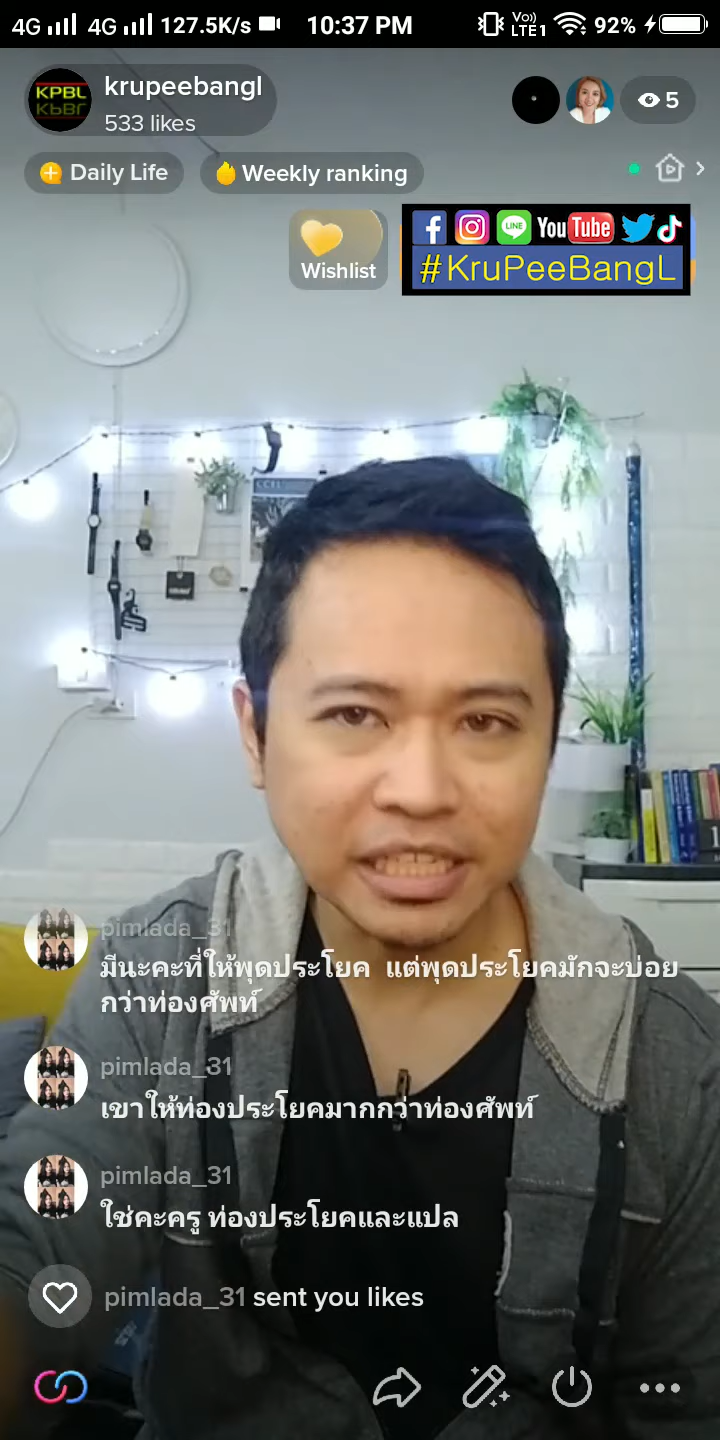 4G 4G 127.5K/s 10:37 PM Vo)) LTE1 92%
KPBL
krupeebangl
533 likes
5
Daily Life
Weekly ranking
Wishlist
LINE YouTube
#KruPeeBangL
CCTL
pimlada_31
มีนะคะที่ให้พุดประโยค แต่พุดประโยคมักจะบ่อย
กว่าท่องศัพท์
pimlada_31
เขาให้ท่องประโยคมากกว่าท่องศัพท์
pimlada_31
ใช่คะครู ท่องประโยคและแปล
pimlada_31 sent you likes